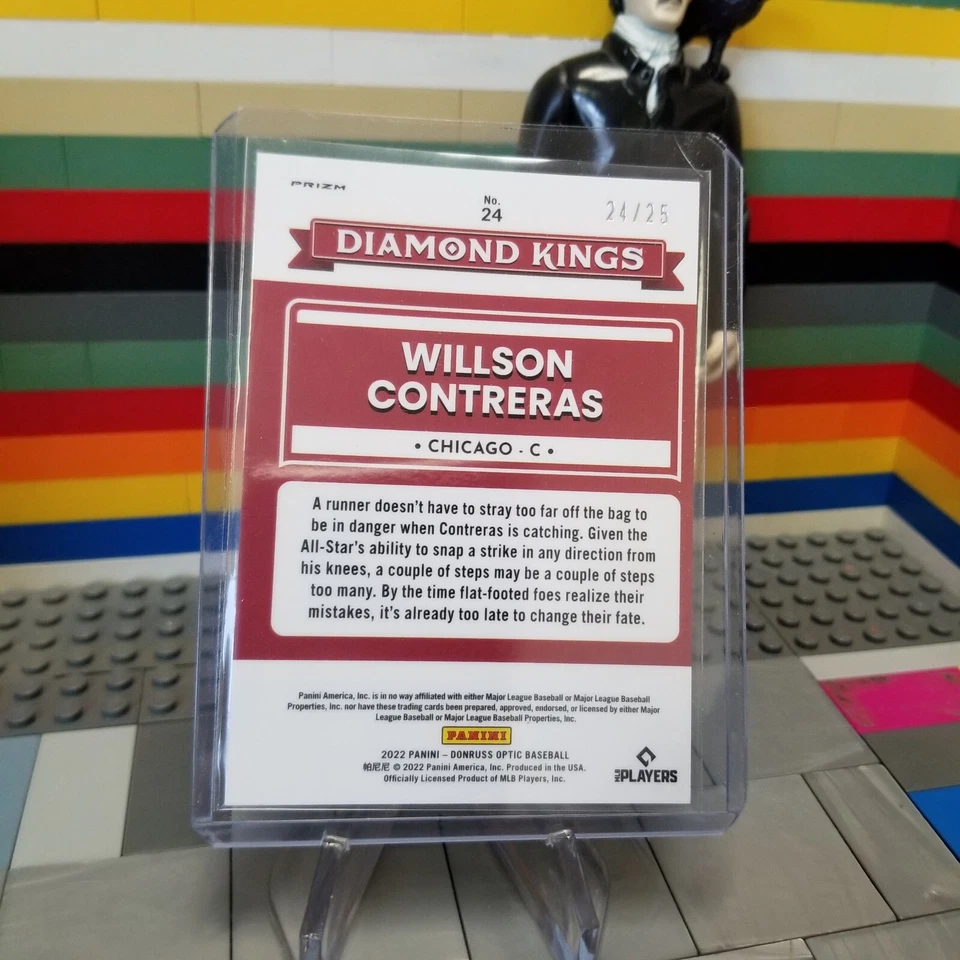 PRIZM
No.
24
24/25
DIAMOND KINGS
WILLSON
CONTRERAS
• CHICAGO - C •
A runner doesn't have to stray too far off the bag to
be in danger when Contreras is catching. Given the
All-Star's ability to snap a strike in any direction from
his knees, a couple of steps may be a couple of steps
too many. By the time flat-footed foes realize their
mistakes, it's already too late to change their fate.
Panini America, Inc. is in no way affiliated with either Major League Baseball or Major League Baseball
Properties, Inc. nor have these trading cards been prepared, approved, endorsed, or licensed by either Major
League Baseball or Major League Baseball Properties, Inc.
PANINI
2022 PANINI – DONRUSS OPTIC BASEBALL
帕尼尼 © 2022 Panini America, Inc. Produced in the USA.
Officially Licensed Product of MLB Players, Inc.
MLB PLAYERS